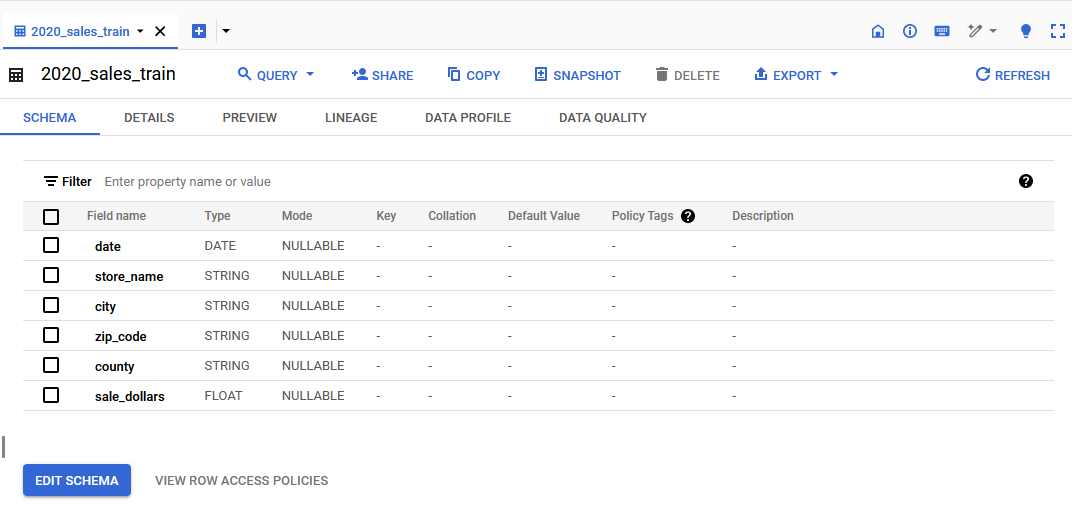 2020_sales_train
2020_sales_train QUERY SHARE COPY SNAPSHOT DELETE EXPORT REFRESH
SCHEMA DETAILS PREVIEW LINEAGE DATA PROFILE DATA QUALITY
Filter Enter property name or value
Field name Type Mode Key Collation Default Value Policy Tags Description
date DATE NULLABLE - - - - -
store_name STRING NULLABLE - - - - -
city STRING NULLABLE - - - - -
zip_code STRING NULLABLE - - - - -
county STRING NULLABLE - - - - -
sale_dollars FLOAT NULLABLE - - - - -
EDIT SCHEMA VIEW ROW ACCESS POLICIES